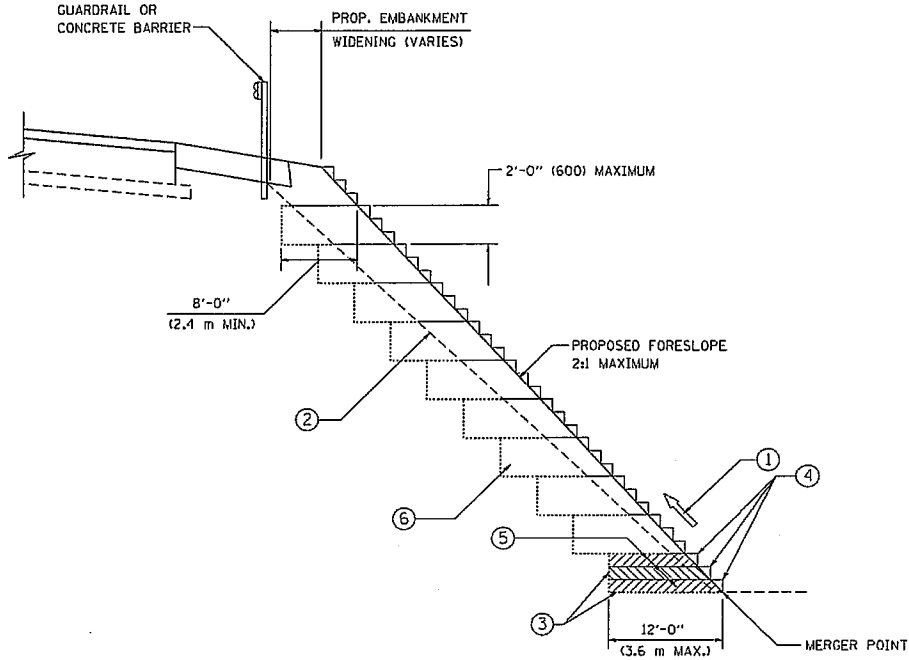 GUARDRAIL OR
CONCRETE BARRIER
PROP. EMBANKMENT
WIDENING (VARIES)
2'-0" (600) MAXIMUM
8'-0"
(2.4 m MIN.)
PROPOSED FORESLOPE
2:1 MAXIMUM
2
1
4
6
5
3
12'-0"
(3.6 m MAX.)
MERGER POINT